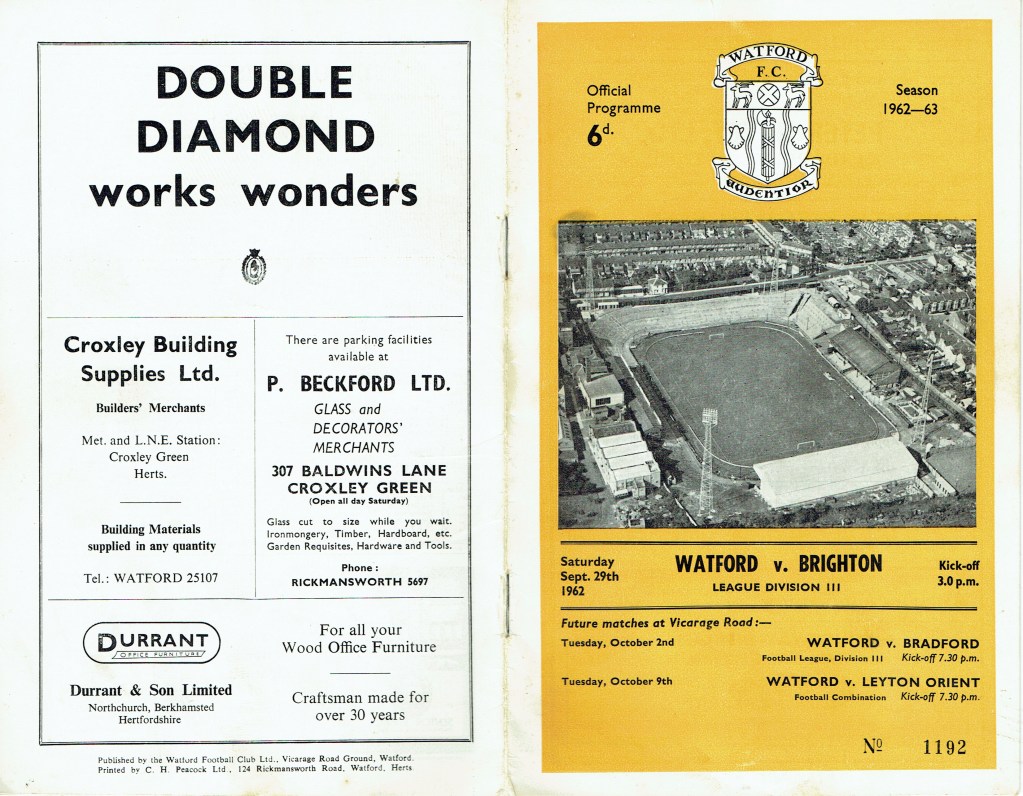 DOUBLE
DIAMOND
works wonders
Croxley Building
Supplies Ltd.
Builders' Merchants
Met. and L.N.E. Station:
Croxley Green
Herts.
Building Materials
supplied in any quantity
Tel.: WATFORD 25107
There are parking facilities
available at
P. BECKFORD LTD.
GLASS and
DECORATORS'
MERCHANTS
307 BALDWINS LANE
CROXLEY GREEN
(Open all day Saturday)
Glass cut to size while you wait.
Ironmongery, Timber, Hardboard, etc.
Garden Requisites, Hardware and Tools.
Phone:
RICKMANSWORTH 5697
DURRANT
OFFICE FURNITURE
Durrant & Son Limited
Northchurch, Berkhamsted
Hertfordshire
For all your
Wood Office Furniture
Craftsman made for
over 30 years
Published by the Watford Football Club Ltd., Vicarage Road Ground, Watford.
Printed by C. H. Peacock Ltd., 124 Rickmansworth Road, Watford, Herts.
Official
Programme
6d.
WATFORD
F.C.
AUDENTIOR
Season
1962—63
Saturday
Sept. 29th
1962
WATFORD v. BRIGHTON
LEAGUE DIVISION III
Kick-off
3.0 p.m.
Future matches at Vicarage Road:—
Tuesday, October 2nd WATFORD v. BRADFORD
Football League, Division III Kick-off 7.30 p.m.
Tuesday, October 9th WATFORD v. LEYTON ORIENT
Football Combination Kick-off 7.30 p.m.
No 1192